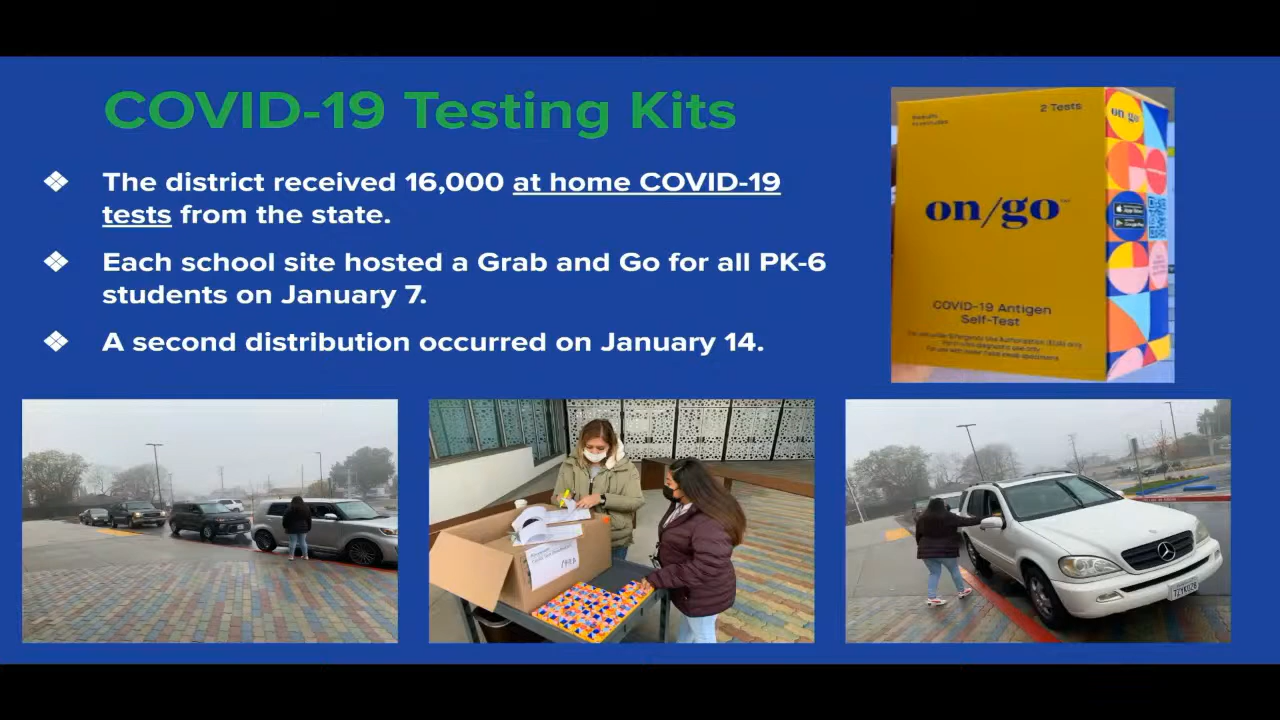 COVID-19 Testing Kits
❖ The district received 16,000 at home COVID-19
tests from the state.
❖ Each school site hosted a Grab and Go for all PK-6
students on January 7.
❖ A second distribution occurred on January 14.
2 Tests
on/go
on/go
COVID-19 Antigen
Self-Test